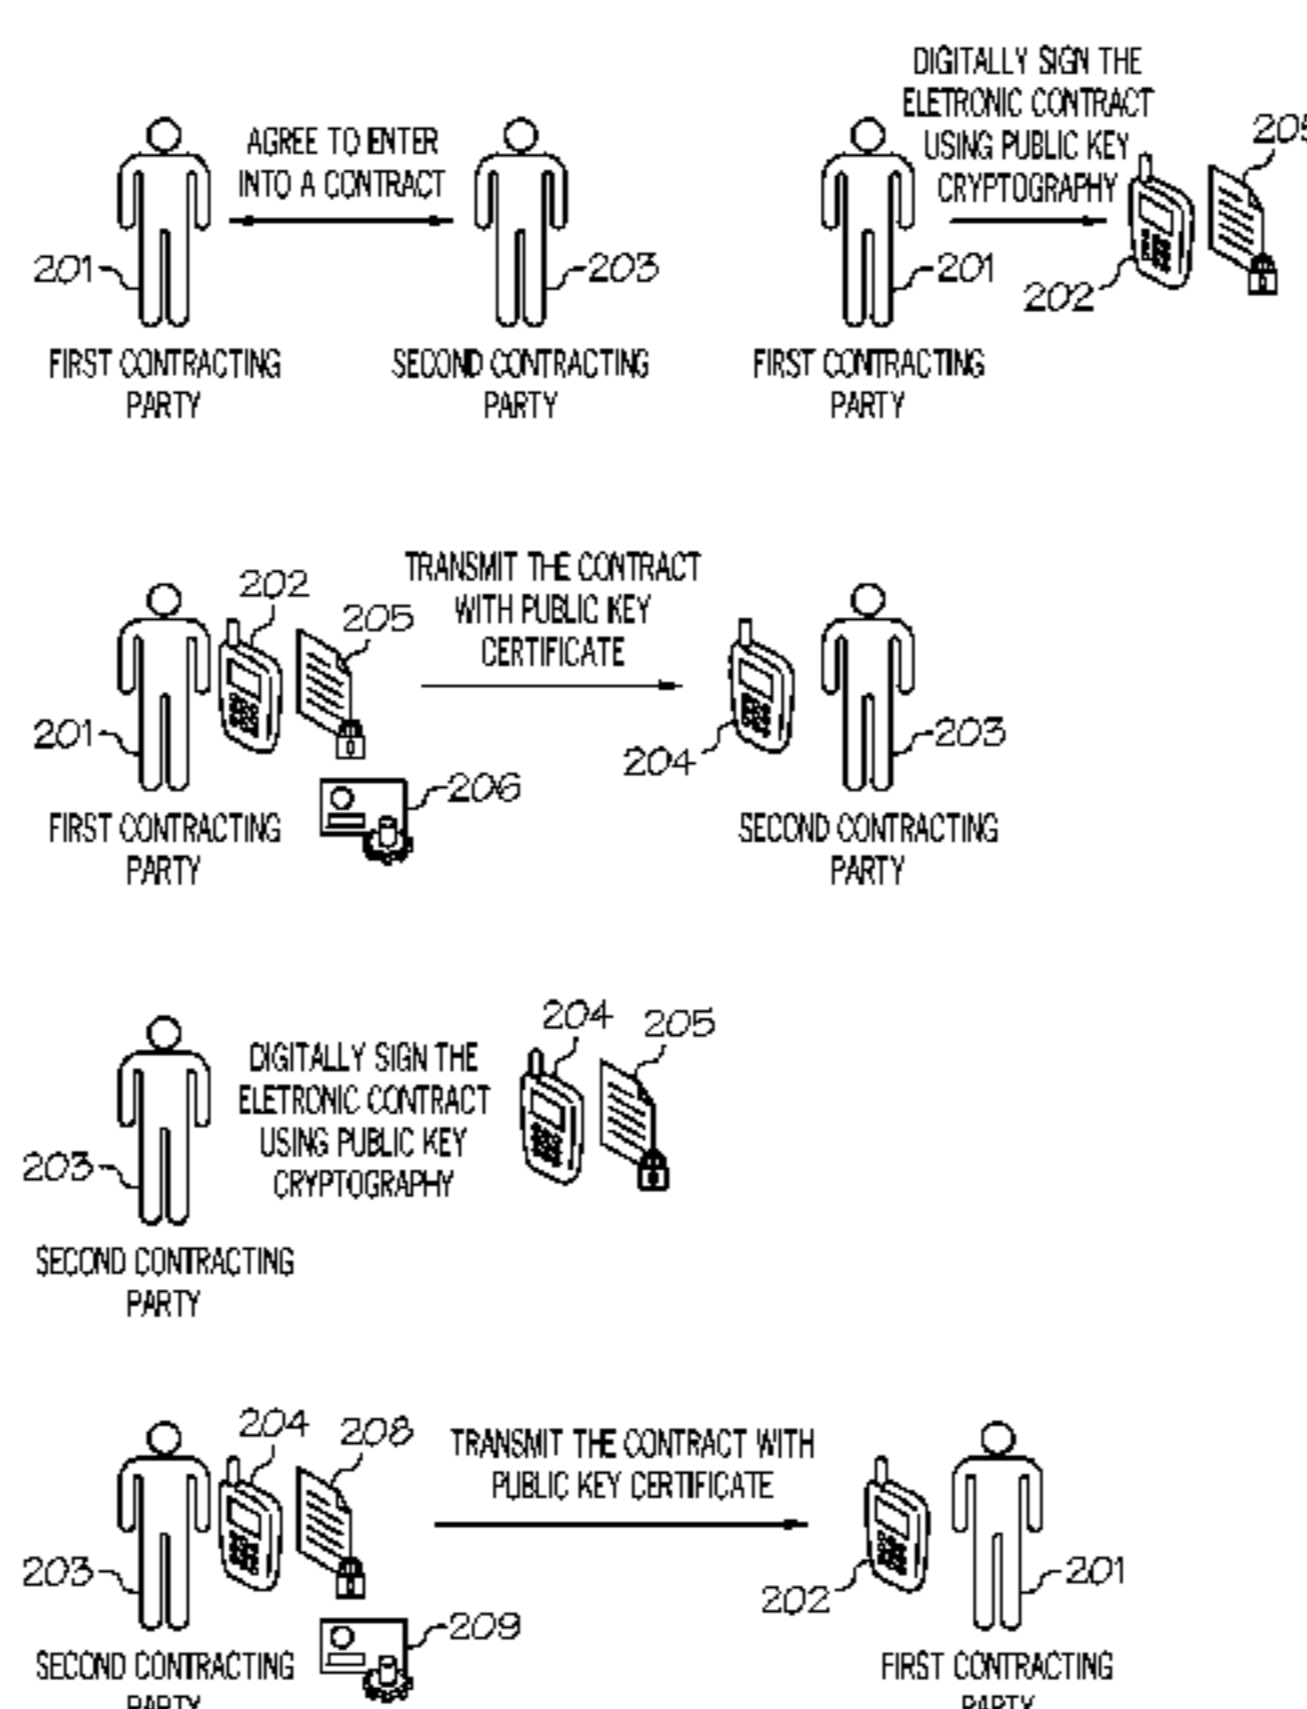 AGREE TO ENTER
INTO A CONTRACT
201
203
FIRST CONTRACTING
PARTY
SECOND CONTRACTING
PARTY
DIGITALLY SIGN THE
ELETRONIC CONTRACT
USING PUBLIC KEY
CRYPTOGRAPHY
205
201
202
FIRST CONTRACTING
PARTY
202
205
TRANSMIT THE CONTRACT
WITH PUBLIC KEY
CERTIFICATE
201
206
204
203
FIRST CONTRACTING
PARTY
SECOND CONTRACTING
PARTY
204
205
DIGITALLY SIGN THE
ELETRONIC CONTRACT
USING PUBLIC KEY
CRYPTOGRAPHY
203
SECOND CONTRACTING
PARTY
204
208
TRANSMIT THE CONTRACT WITH
PUBLIC KEY CERTIFICATE
203
209
202
201
SECOND CONTRACTING
PARTY
FIRST CONTRACTING
PARTY